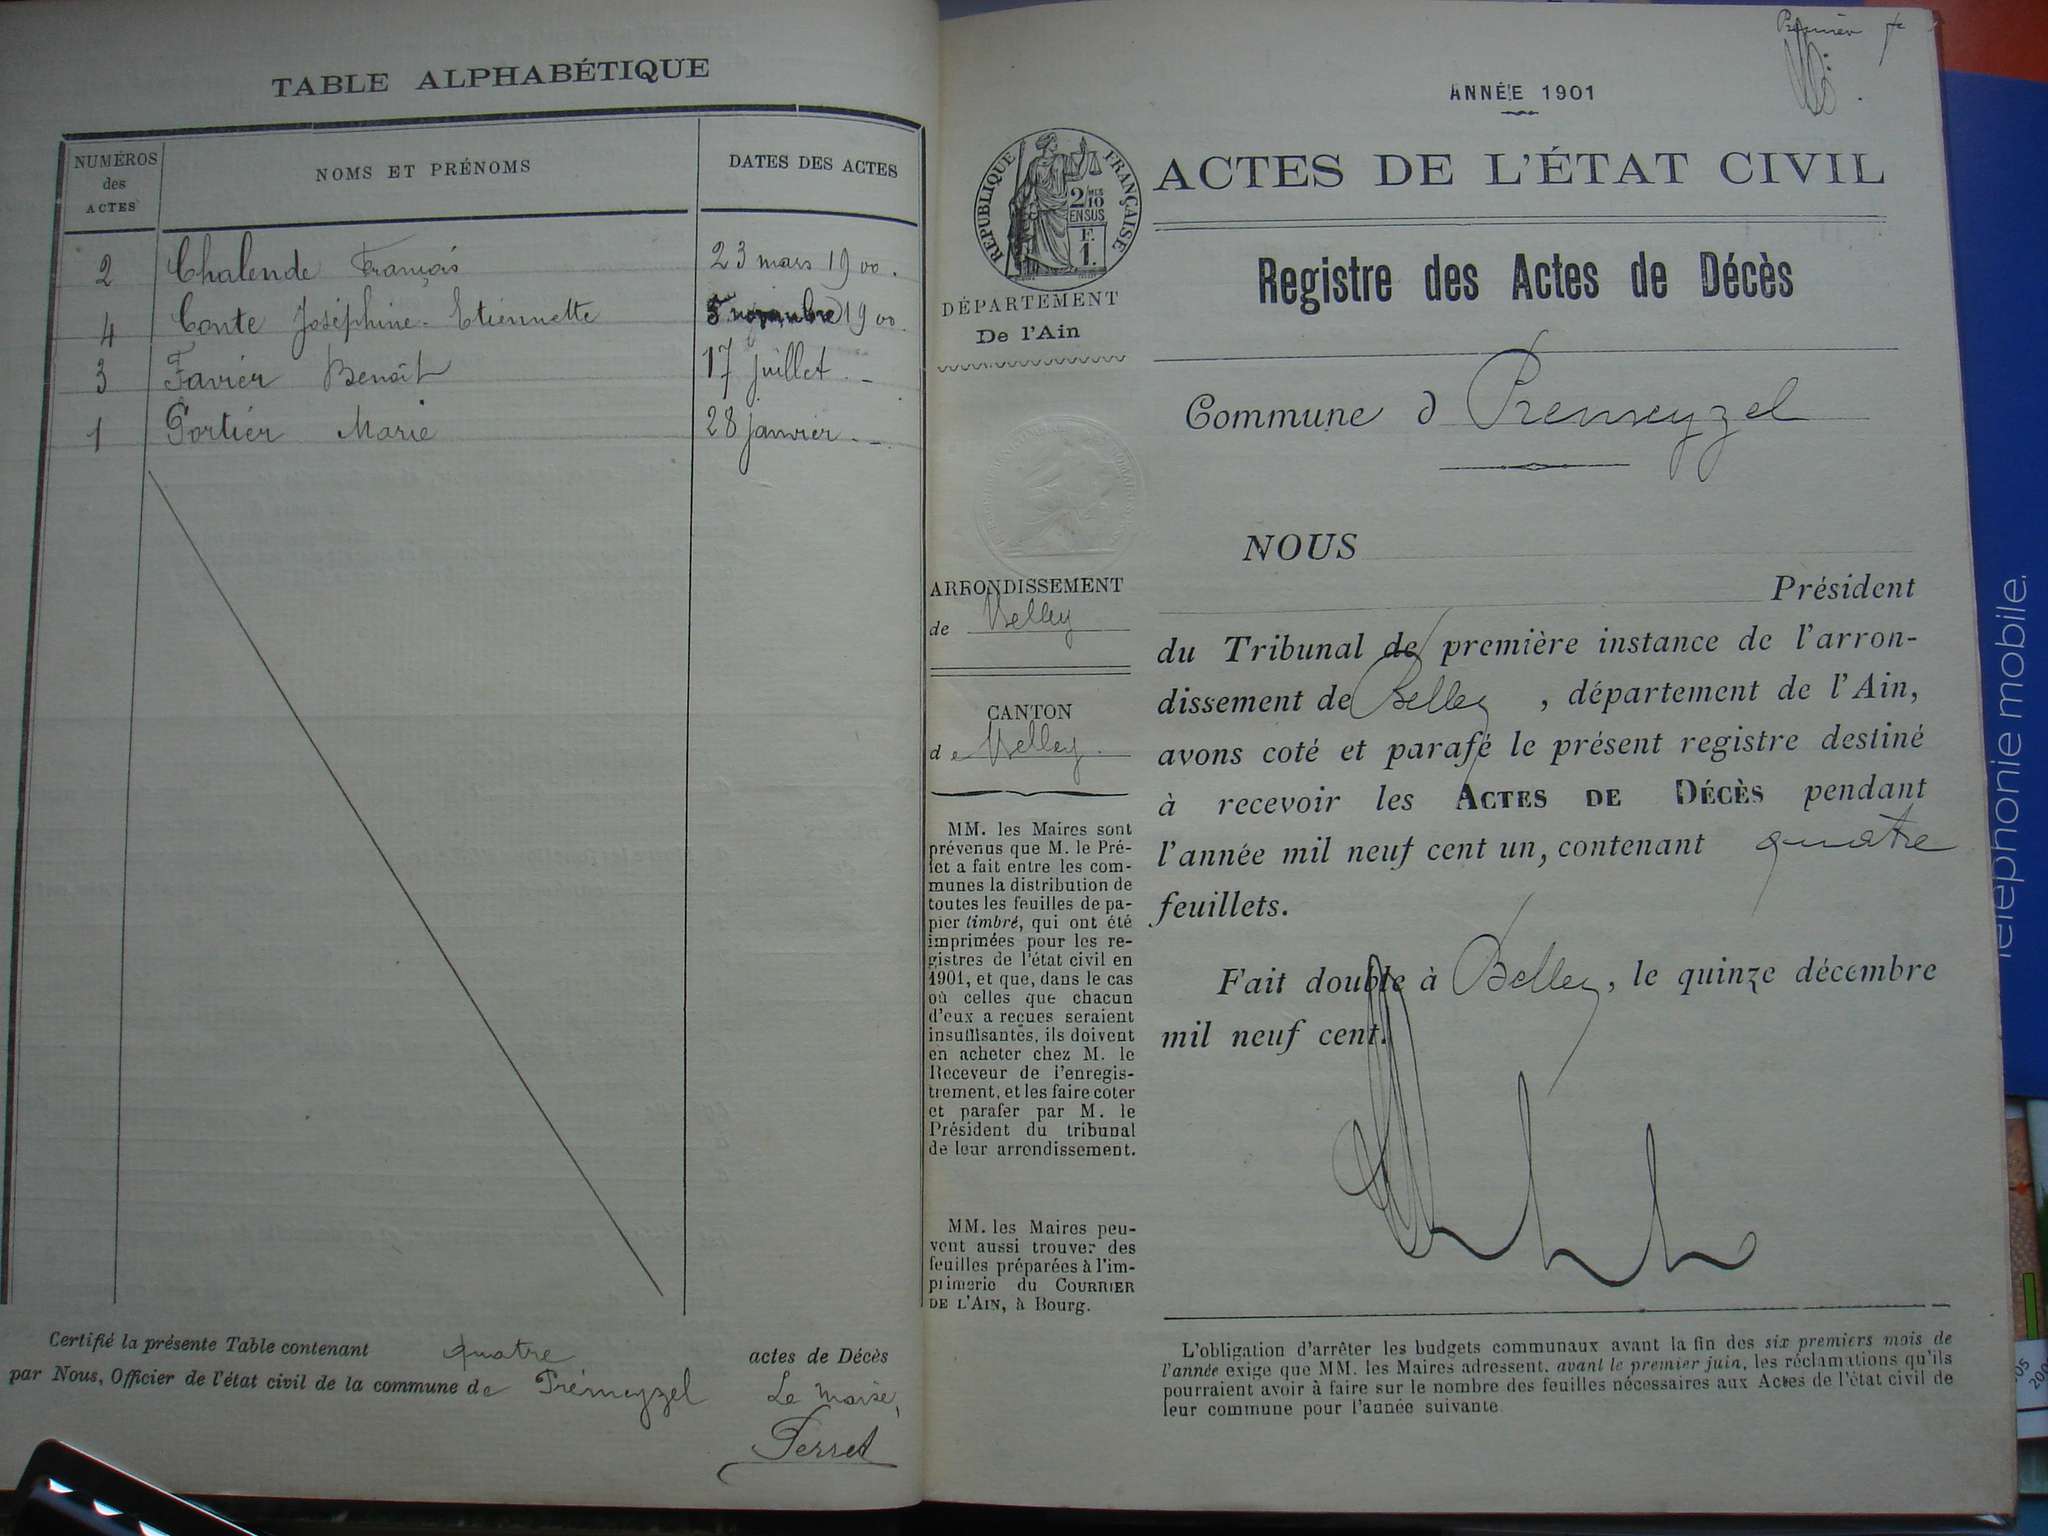 TABLE ALPHABÉTIQUE
NUMÉROS des ACTES
NOMS ET PRÉNOMS
DATES DES ACTES
2 Chalende François 23 mars 1900.
4 Conte Joséphine-Etiennette 5 novembre 1900.
3 Favier Benoît 17 juillet _
1 Portier Marie 28 janvier _
Certifié la présente Table contenant quatre actes de Décès
par Nous, Officier de l'état civil de la commune de Prémeyzel Le Maire,
Perret
Premier
ANNÉE 1901
ACTES DE L'ÉTAT CIVIL
RÉPUBLIQUE FRANÇAISE
2/10 MES
EN SUS
F.
1.
DÉPARTEMENT
De l'Ain
Registre des Actes de Décès
Commune d Premeyzel
ARRONDISSEMENT
de Belley
CANTON
de Belley.
MM. les Maires sont
prévenus que M. le Pré-
fet a fait entre les com-
munes la distribution de
toutes les feuilles de pa-
pier timbré, qui ont été
imprimées pour les re-
gistres de l'état civil en
1901, et que, dans le cas
où celles que chacun
d'eux a reçues seraient
insuffisantes, ils doivent
en acheter chez M. le
Receveur de l'enregis-
trement, et les faire coter
et parafer par M. le
Président du tribunal
de leur arrondissement.
MM. les Maires peu-
vent aussi trouver des
feuilles préparées à l'im-
primerie du COURRIER
DE L'AIN, à Bourg.
NOUS
Président
du Tribunal de première instance de l'arron-
dissement de Belley, département de l'Ain,
avons coté et parafé le présent registre destiné
à recevoir les ACTES DE DÉCÈS pendant
l'année mil neuf cent un, contenant quatre
feuillets.
Fait double à Belley, le quinze décembre
mil neuf cent.
L'obligation d'arrêter les budgets communaux avant la fin des six premiers mois de
l'année exige que MM. les Maires adressent, avant le premier juin, les réclamations qu'ils
pourraient avoir à faire sur le nombre des feuilles nécessaires aux Actes de l'état civil de
leur commune pour l'année suivante
téléphonie mobile.